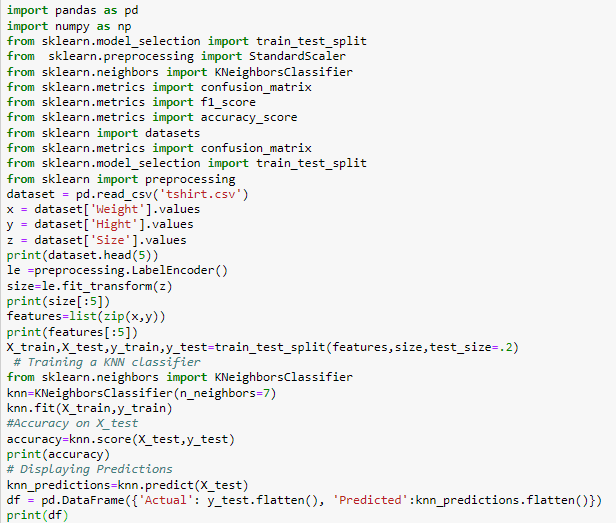 import pandas as pd
import numpy as np
from sklearn.model_selection import train_test_split
from  sklearn.preprocessing import StandardScaler
from sklearn.neighbors import KNeighborsClassifier
from sklearn.metrics import confusion_matrix
from sklearn.metrics import f1_score
from sklearn.metrics import accuracy_score
from sklearn import datasets
from sklearn.metrics import confusion_matrix
from sklearn.model_selection import train_test_split
from sklearn import preprocessing
dataset = pd.read_csv('tshirt.csv')
x = dataset['Weight'].values
y = dataset['Hight'].values
z = dataset['Size'].values
print(dataset.head(5))
le =preprocessing.LabelEncoder()
size=le.fit_transform(z)
print(size[:5])
features=list(zip(x,y))
print(features[:5])
X_train,X_test,y_train,y_test=train_test_split(features,size,test_size=.2)
 # Training a KNN classifier
from sklearn.neighbors import KNeighborsClassifier
knn=KNeighborsClassifier(n_neighbors=7)
knn.fit(X_train,y_train)
#Accuracy on X_test
accuracy=knn.score(X_test,y_test)
print(accuracy)
# Displaying Predictions
knn_predictions=knn.predict(X_test)
df = pd.DataFrame({'Actual': y_test.flatten(), 'Predicted':knn_predictions.flatten()})
print(df)